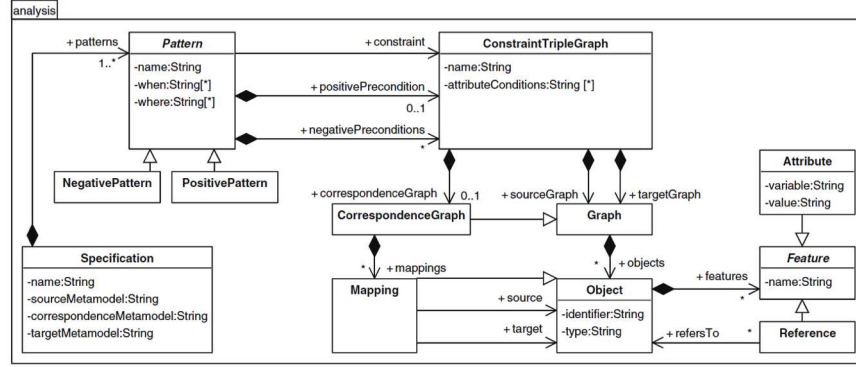 analysis
+patterns
1..*
Pattern
-name:String
-when:String[*]
-where:String[*]
+constraint
+positivePrecondition
0..1
+negativePreconditions
*
ConstraintTripleGraph
-name:String
-attributeConditions:String [*]
NegativePattern
PositivePattern
+correspondenceGraph
0..1
+sourceGraph
+targetGraph
Attribute
-variable:String
-value:String
CorrespondenceGraph
Graph
Specification
-name:String
-sourceMetamodel:String
-correspondenceMetamodel:String
-targetMetamodel:String
*
+mappings
*
+objects
Mapping
+source
+target
Object
-identifier:String
-type:String
+features
*
Feature
-name:String
+refersTo
*
Reference